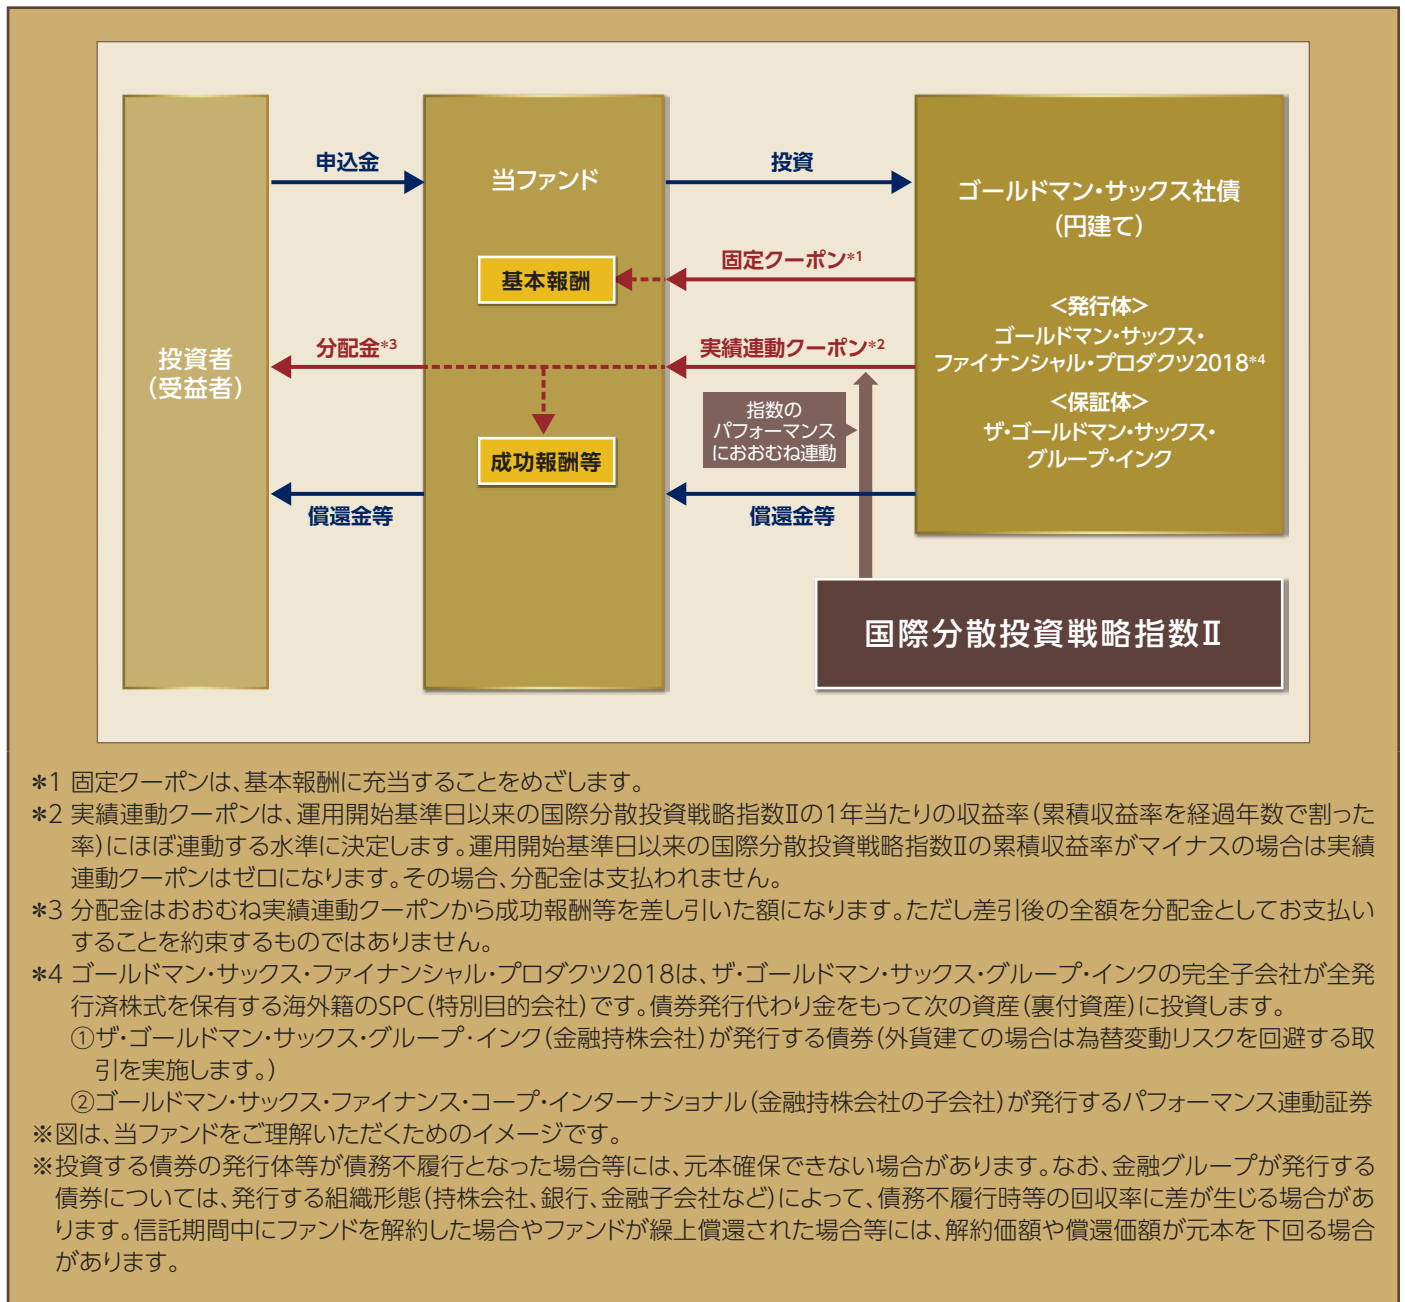 申込金
当ファンド
投資
ゴールドマン・サックス社債
(円建て)
固定クーポン*1
基本報酬
<発行体>
ゴールドマン・サックス・
ファイナンシャル・プロダクツ2018*4
分配金*3
実績連動クーポン*2
投資者
(受益者)
<保証体>
ザ・ゴールドマン・サックス・
グループ・インク
指数の
パフォーマンス
におおむね連動
成功報酬等
償還金等
償還金等
国際分散投資戦略指数Ⅱ
*1 固定クーポンは、基本報酬に充当することをめざします。
*2 実績連動クーポンは、運用開始基準日以来の国際分散投資戦略指数Ⅱの1年当たりの収益率(累積収益率を経過年数で割った
率)にほぼ連動する水準に決定します。運用開始基準日以来の国際分散投資戦略指数Ⅱの累積収益率がマイナスの場合は実績
連動クーポンはゼロになります。その場合、分配金は支払われません。
*3 分配金はおおむね実績連動クーポンから成功報酬等を差し引いた額になります。ただし差引後の全額を分配金としてお支払い
することを約束するものではありません。
*4 ゴールドマン・サックス・ファイナンシャル・プロダクツ2018は、ザ・ゴールドマン・サックス・グループ・インクの完全子会社が全発
行済株式を保有する海外籍のSPC(特別目的会社)です。債券発行代わり金をもって次の資産(裏付資産)に投資します。
①ザ・ゴールドマン・サックス・グループ・インク(金融持株会社)が発行する債券(外貨建ての場合は為替変動リスクを回避する取
引を実施します。)
②ゴールドマン・サックス・ファイナンス・コープ・インターナショナル(金融持株会社の子会社)が発行するパフォーマンス連動証券
※図は、当ファンドをご理解いただくためのイメージです。
※投資する債券の発行体等が債務不履行となった場合等には、元本確保できない場合があります。なお、金融グループが発行する
債券については、発行する組織形態(持株会社、銀行、金融子会社など)によって、債務不履行時等の回収率に差が生じる場合があ
ります。信託期間中にファンドを解約した場合やファンドが繰上償還された場合等には、解約価額や償還価額が元本を下回る場合
があります。